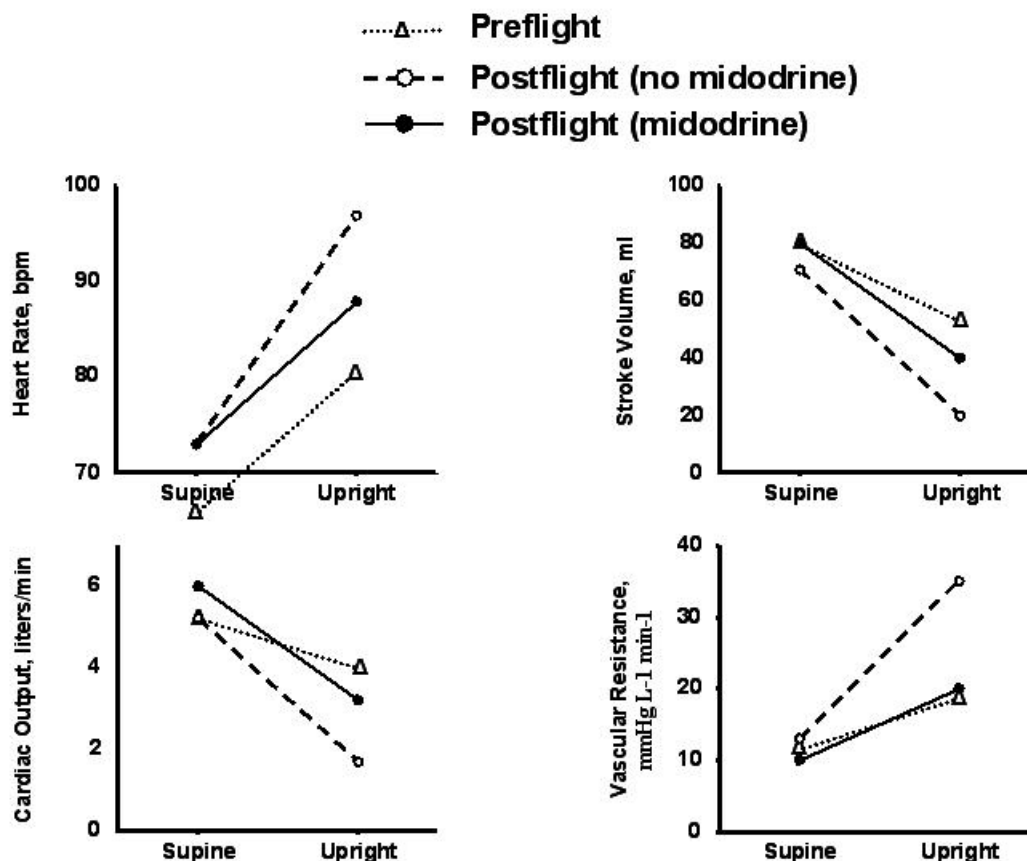 Preflight
Postflight (no midodrine)
Postflight (midodrine)
Heart Rate, bpm
100
90
80
70
Supine
Upright
Stroke Volume, ml
100
80
60
40
20
0
Supine
Upright
Cardiac Output, liters/min
6
4
2
0
Supine
Upright
Vascular Resistance,
mmHg L-1 min-1
40
30
20
10
0
Supine
Upright